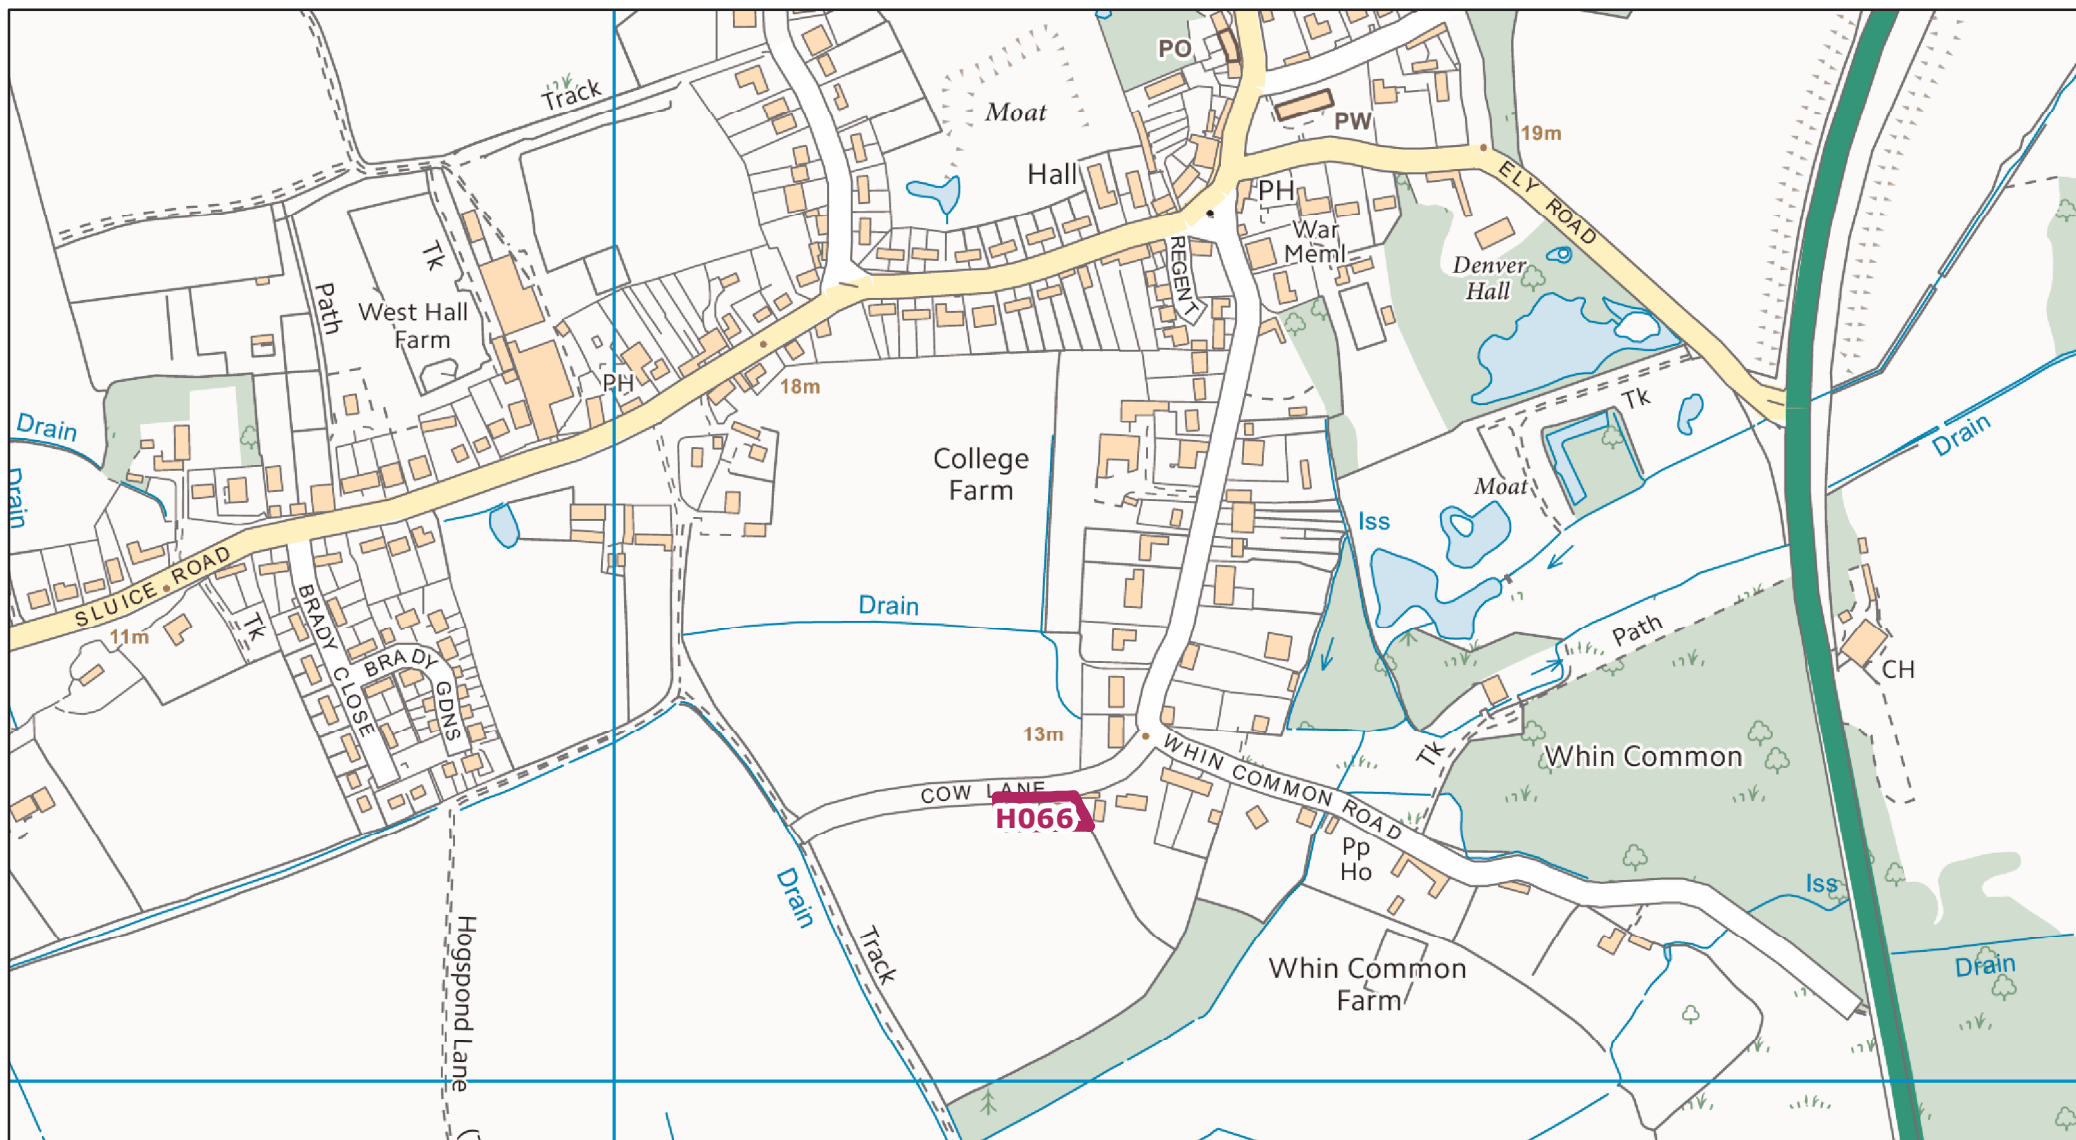 PO
Track
Moat
PW
19m
Hall
PH
ELY ROAD
War
Meml
Tk
REGENT
Denver
Hall
Path
West Hall
Farm
PH
18m
Tk
Drain
Drain
Drain
College
Farm
Moat
Iss
SLUICE ROAD
11m
Tk
BRADY CLOSE
BRADY GDNS
Drain
Path
CH
13m
WHIN COMMON ROAD
Tk
Whin Common
COW LANE
H066
Pp
Ho
Drain
Iss
Hogspond Lane
Track
Whin Common
Farm
Drain